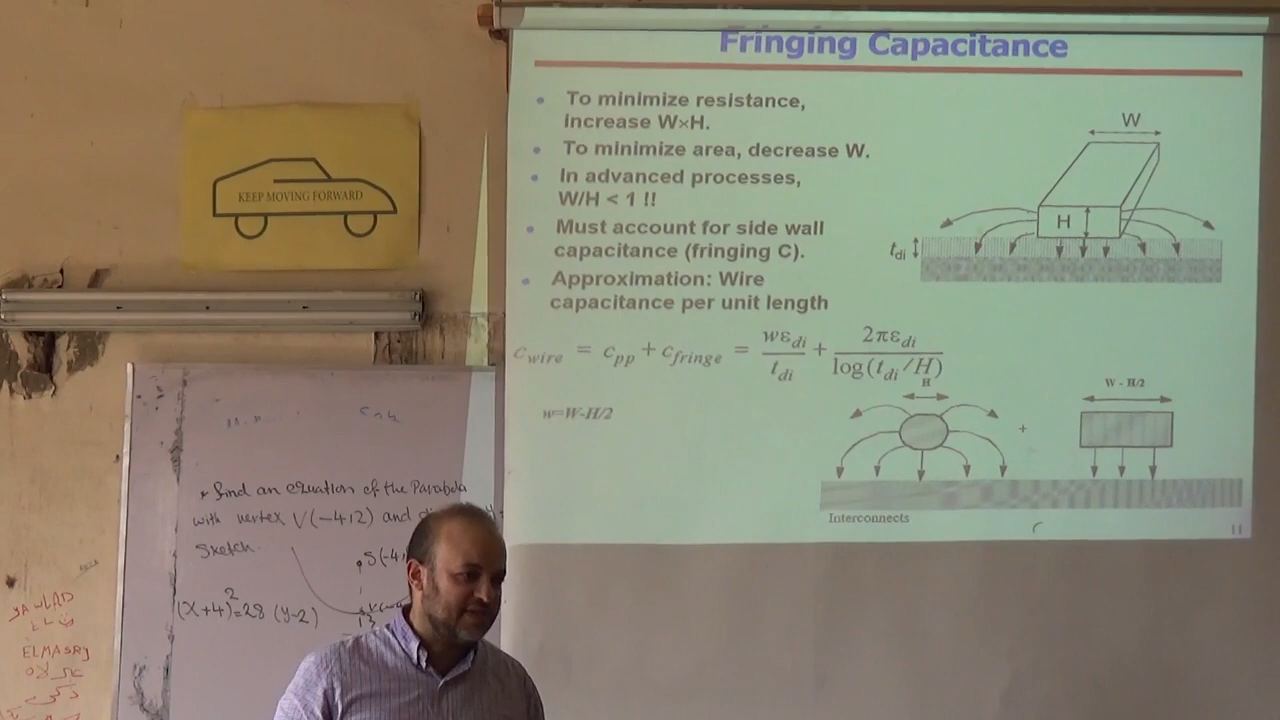 Fringing Capacitance
• To minimize resistance,
increase W×H.
• To minimize area, decrease W.
• In advanced processes,
W/H < 1 !!
• Must account for side wall
capacitance (fringing C).
• Approximation: Wire
capacitance per unit length
c_wire = c_pp + c_fringe = wε_di / t_di + 2πε_di / log(t_di/H)
w=W-H/2
W
H
t_di
H
W - H/2
+
Interconnects
11
KEEP MOVING FORWARD
* find an equation of the Parabola
with vertex V(-4,2) and
Sketch.
(X+4)²=28 (y-2)
ELMASRY